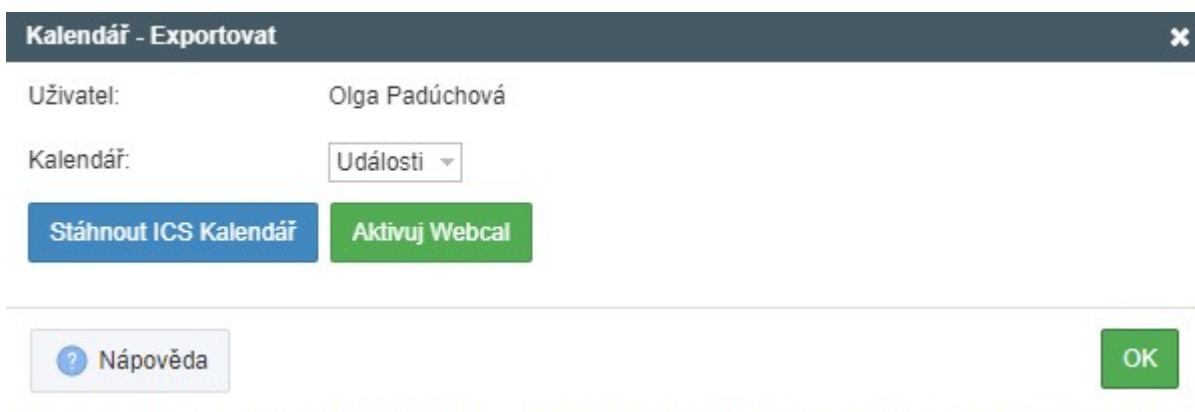 Kalendář - Exportovat
Uživatel: Olga Padúchová
Kalendář: Události
Stáhnout ICS Kalendář Aktivuj Webcal
Nápověda OK